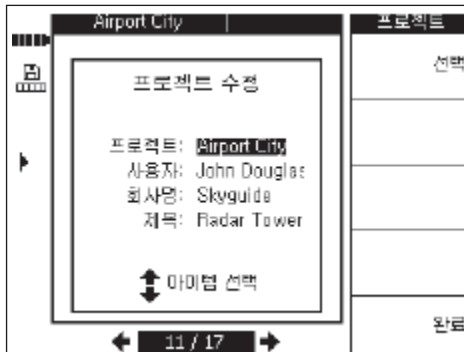 Airport City
프로젝트
선택
프로젝트 수정
프로젝트: Airport City
사용자: John Douglas
회사명: Skyguide
제목: Radar Tower
아이템 선택
11 / 17
완료